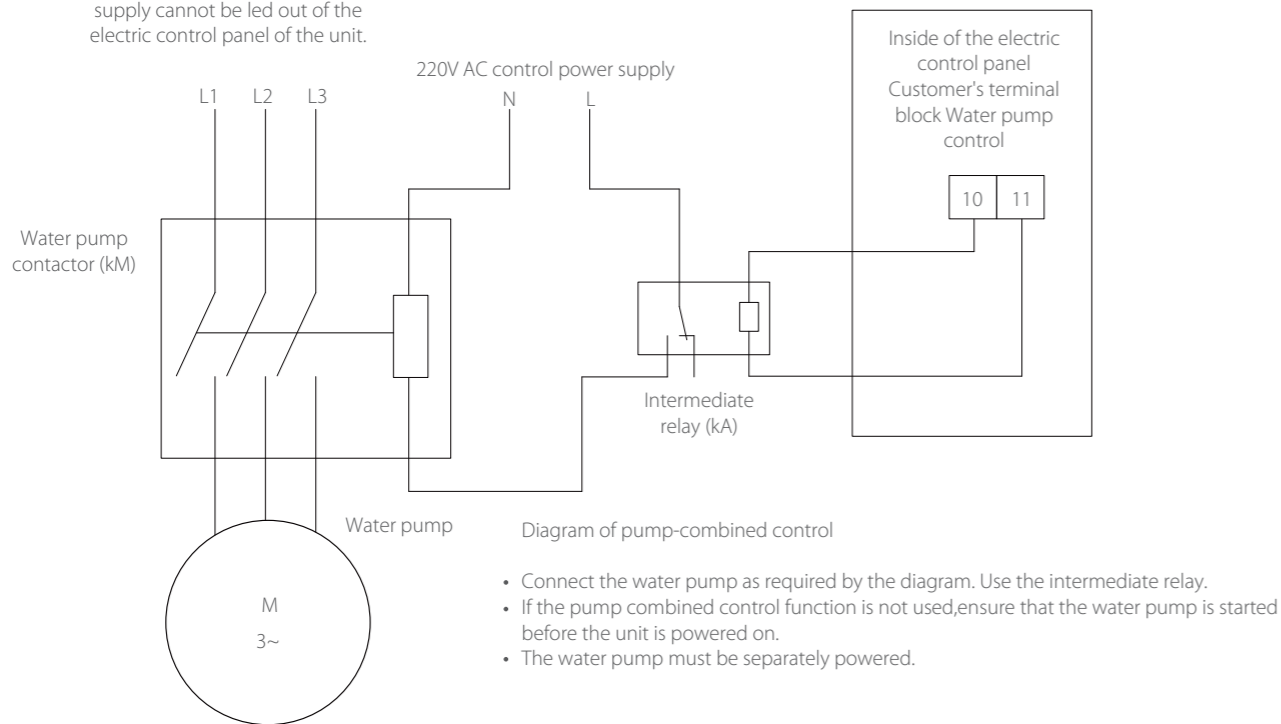 supply cannot be led out of the
electric control panel of the unit.
220V AC control power supply
L1 L2 L3
N L
Inside of the electric
control panel
Customer's terminal
block Water pump
control
10 11
Water pump
contactor (kM)
Intermediate
relay (kA)
Water pump
M
3~
Diagram of pump-combined control
• Connect the water pump as required by the diagram. Use the intermediate relay.
• If the pump combined control function is not used,ensure that the water pump is started
before the unit is powered on.
• The water pump must be separately powered.